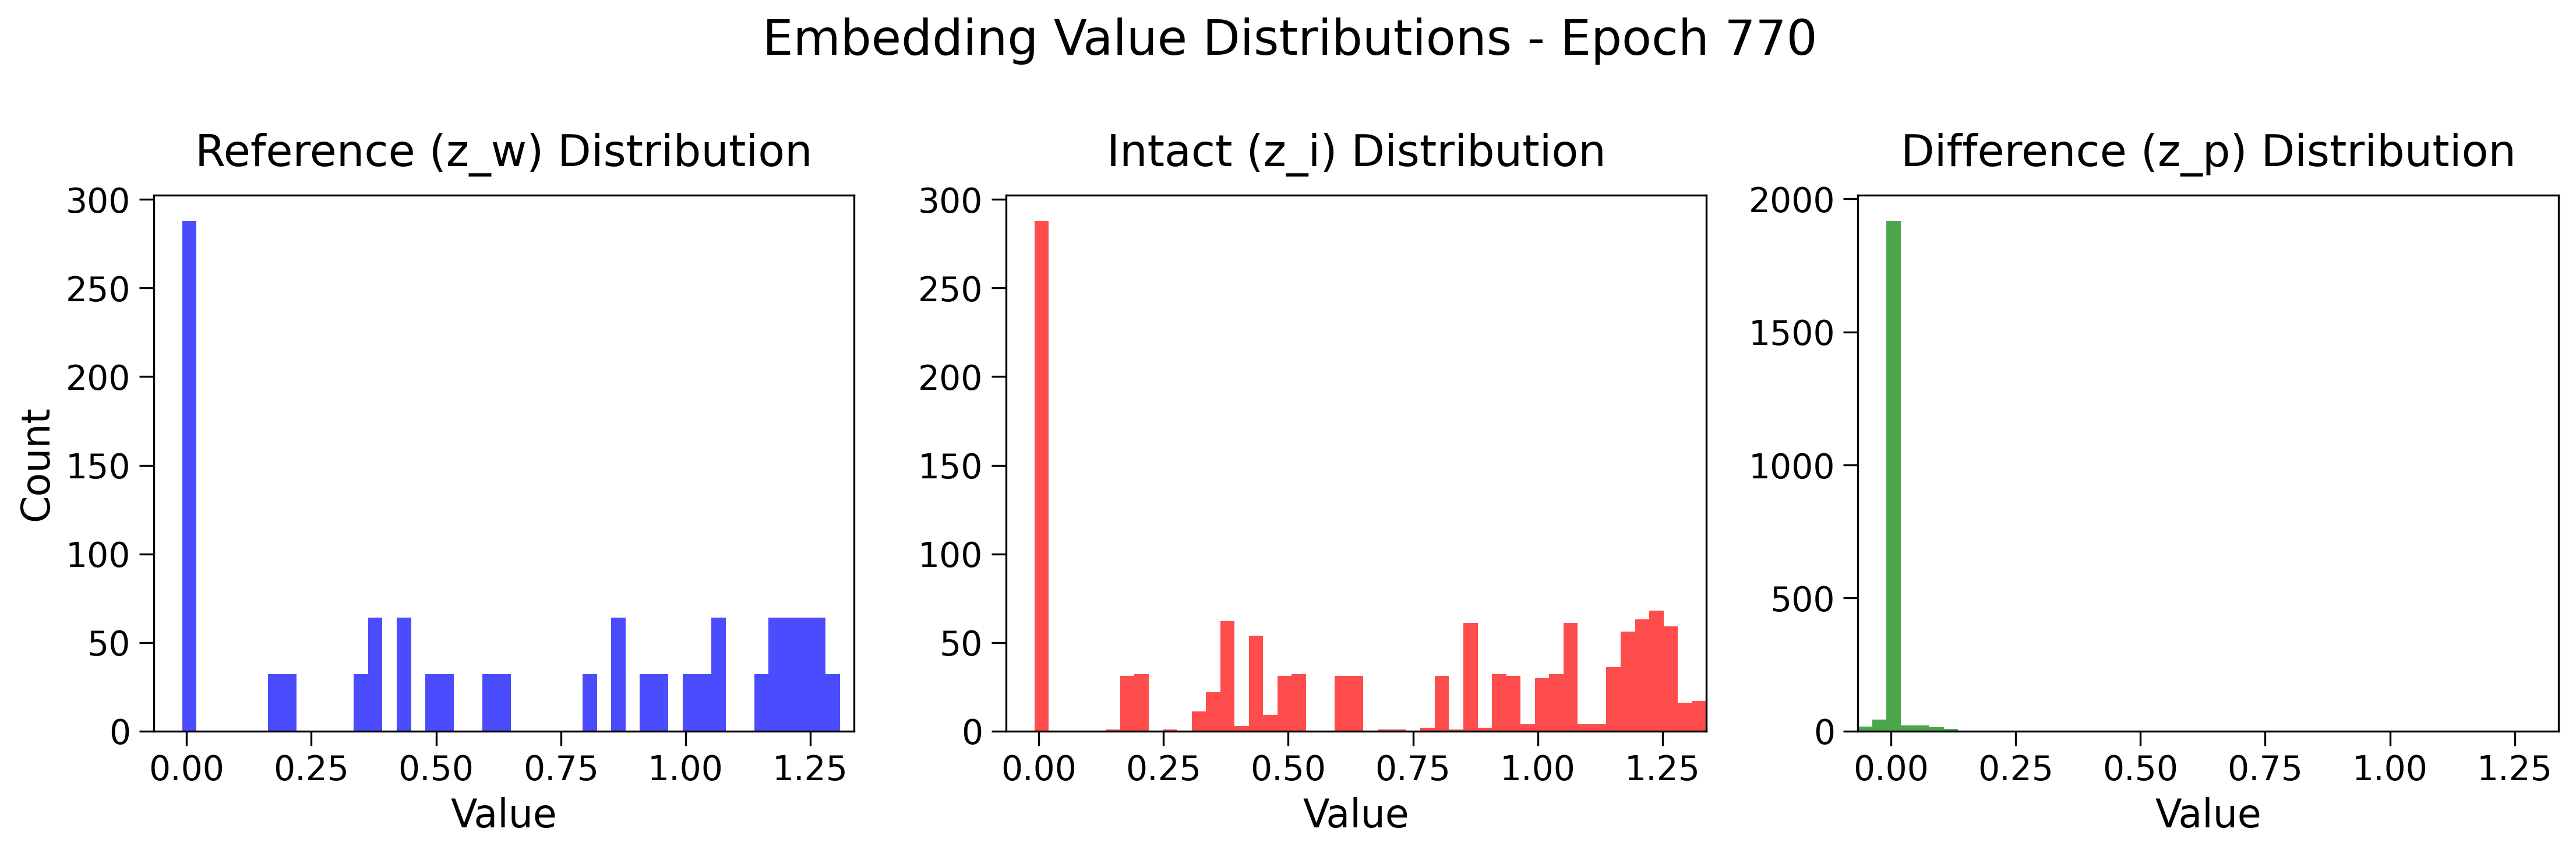 Embedding Value Distributions - Epoch 770
Reference (z_w) Distribution
Intact (z_i) Distribution
Difference (z_p) Distribution
Count
300
250
200
150
100
50
0
0.00 0.25 0.50 0.75 1.00 1.25
Value
300
250
200
150
100
50
0
0.00 0.25 0.50 0.75 1.00 1.25
Value
2000
1500
1000
500
0
0.00 0.25 0.50 0.75 1.00 1.25
Value